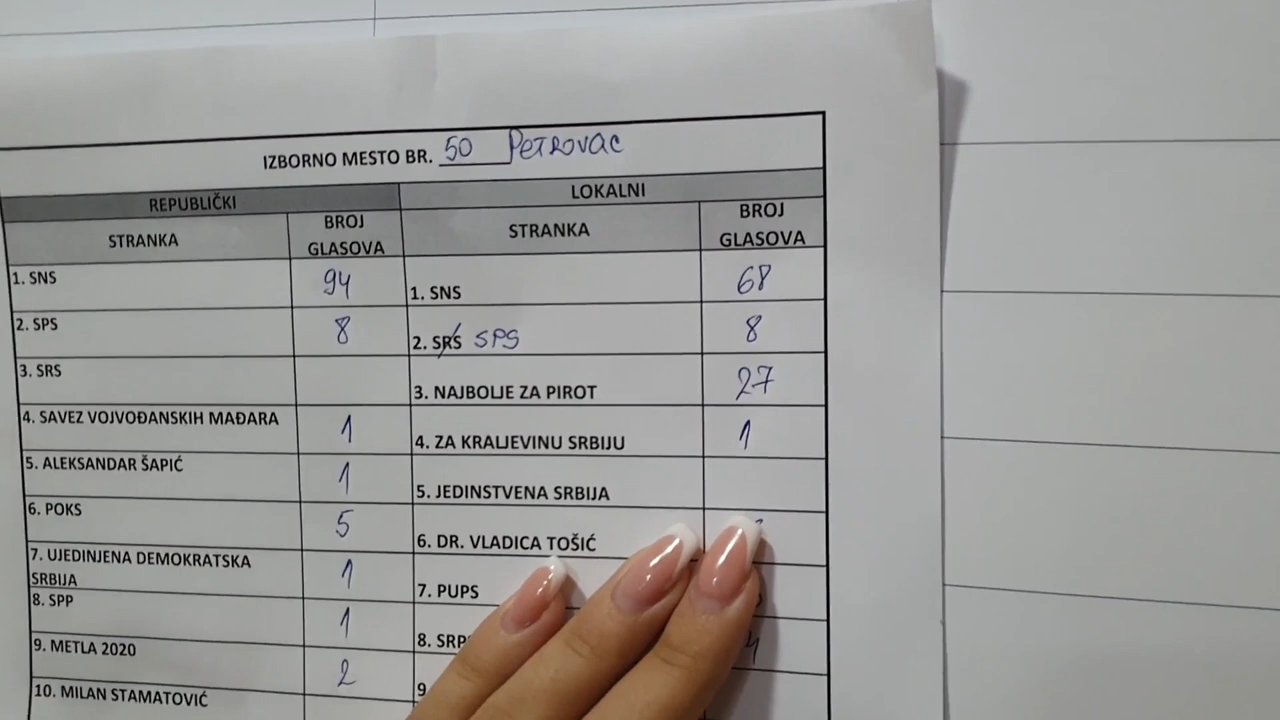 IZBORNO MESTO BR. 50 PETROVAC
REPUBLIČKI LOKALNI
STRANKA BROJ GLASOVA STRANKA BROJ GLASOVA
1. SNS 94 1. SNS 68
2. SPS 8 2. SRS SPS 8
3. SRS 3. NAJBOLJE ZA PIROT 27
4. SAVEZ VOJVOĐANSKIH MAĐARA 1 4. ZA KRALJEVINU SRBIJU 1
5. ALEKSANDAR ŠAPIĆ 1 5. JEDINSTVENA SRBIJA
6. POKS 5 6. DR. VLADICA TOŠIĆ
7. UJEDINJENA DEMOKRATSKA SRBIJA 1 7. PUPS
8. SPP 1 8.
9. METLA 2020 2 9
10. MILAN STAMATOVIĆ